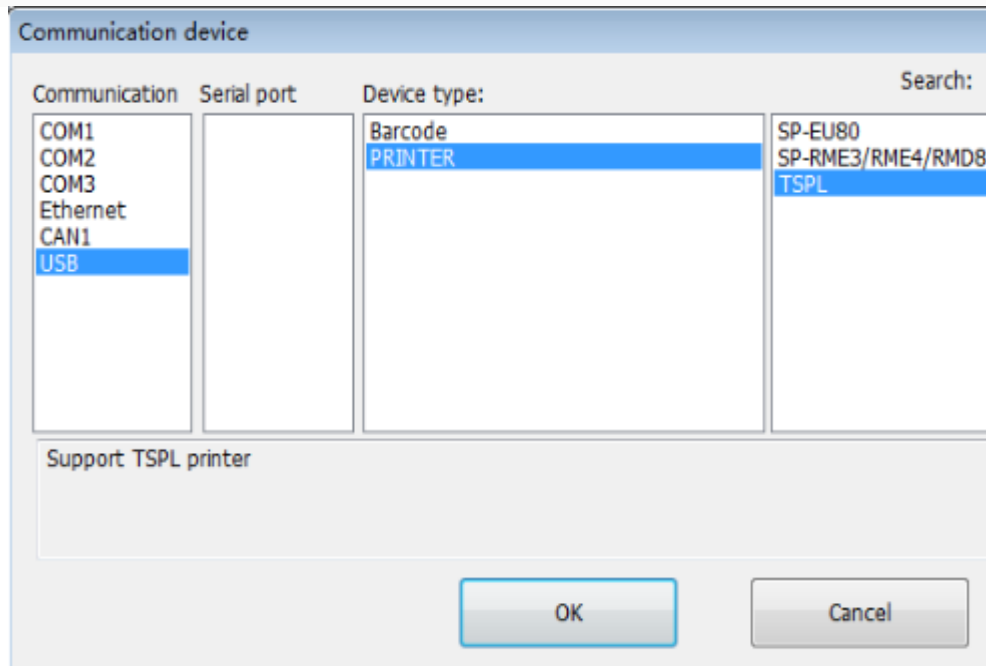 Communication device
Search:
Communication
Serial port
Device type:
COM1
COM2
COM3
Ethernet
CAN1
USB
Barcode
PRINTER
SP-EU80
SP-RME3/RME4/RMD8
TSPL
Support TSPL printer
OK
Cancel